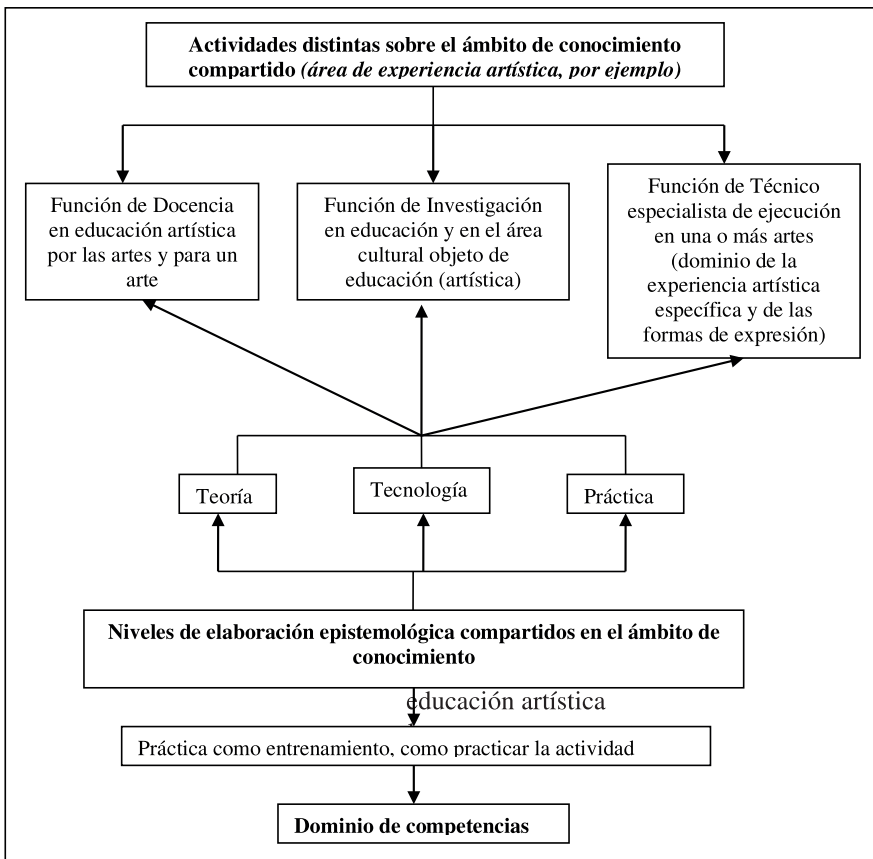 Actividades distintas sobre el ámbito de conocimiento
compartido (área de experiencia artística, por ejemplo)
Función de Docencia
en educación artística
por las artes y para un
arte
Función de Investigación
en educación y en el área
cultural objeto de
educación (artística)
Función de Técnico
especialista de ejecución
en una o más artes
(dominio de la
experiencia artística
específica y de las
formas de expresión)
Teoría
Tecnología
Práctica
Niveles de elaboración epistemológica compartidos en el ámbito de
conocimiento
educación artística
Práctica como entrenamiento, como practicar la actividad
Dominio de competencias